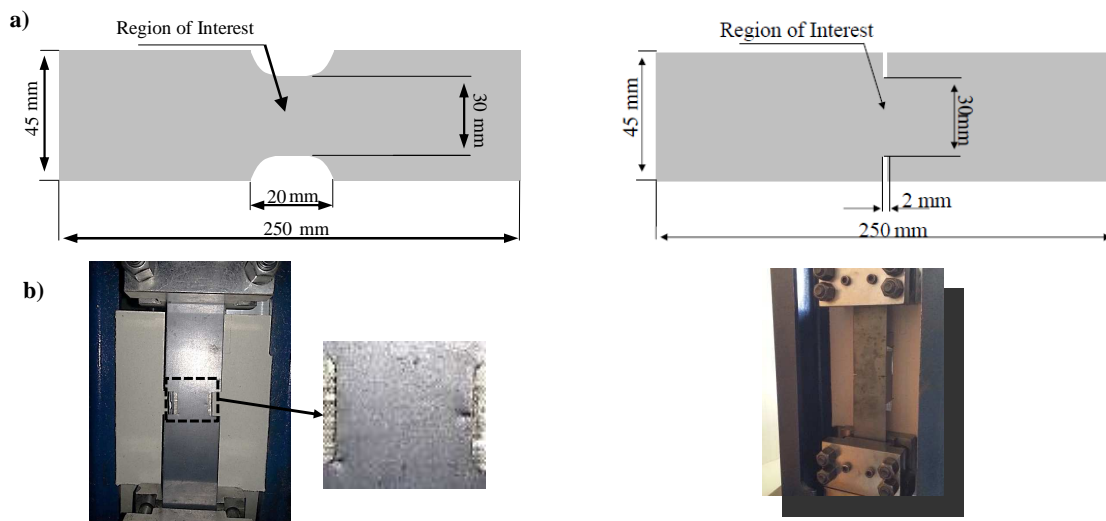 a)
Region of Interest
45 mm
30 mm
20 mm
250 mm
Region of Interest
45 mm
30mm
2 mm
250 mm
b)